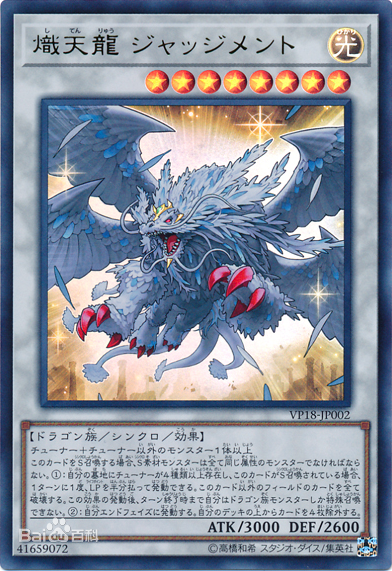 熾天龍 ジャッジメント
光
VP18-JP002
【ドラゴン族／シンクロ／効果】
チューナー＋チューナー以外のモンスター1体以上
このカードをS召喚する場合、S素材モンスターは全て同じ属性のモンスターでなければなら
ない。①：自分の墓地にチューナーが4種類以上存在し、このカードがS召喚されている場合、
1ターンに1度、LPを半分払って発動できる。このカード以外のフィールドのカードを全て
破壊する。この効果の発動後、ターン終了時まで自分はドラゴン族モンスターしか特殊召喚
できない。②：自分エンドフェイズに発動する。自分のデッキの上からカードを4枚除外する。
ATK/3000 DEF/2600
41659072
©高橋和希 スタジオ・ダイス/集英社
Baidu百科